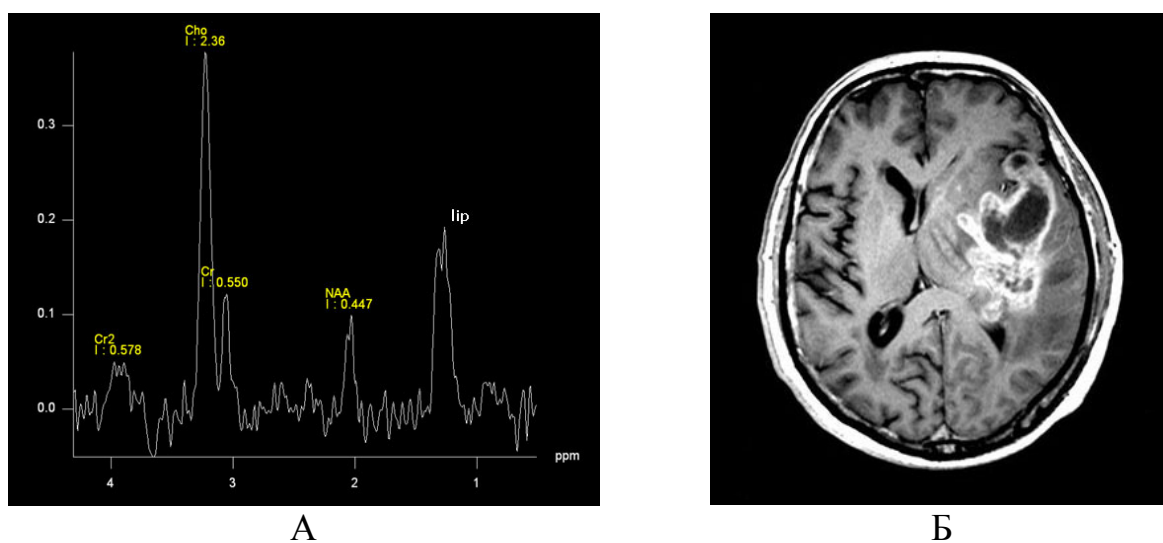 Cho
I : 2.36
0.3
0.2
lip
Cr
I : 0.550
NAA
I : 0.447
0.1
Cr2
I : 0.578
0.0
ppm
4 3 2 1
А Б